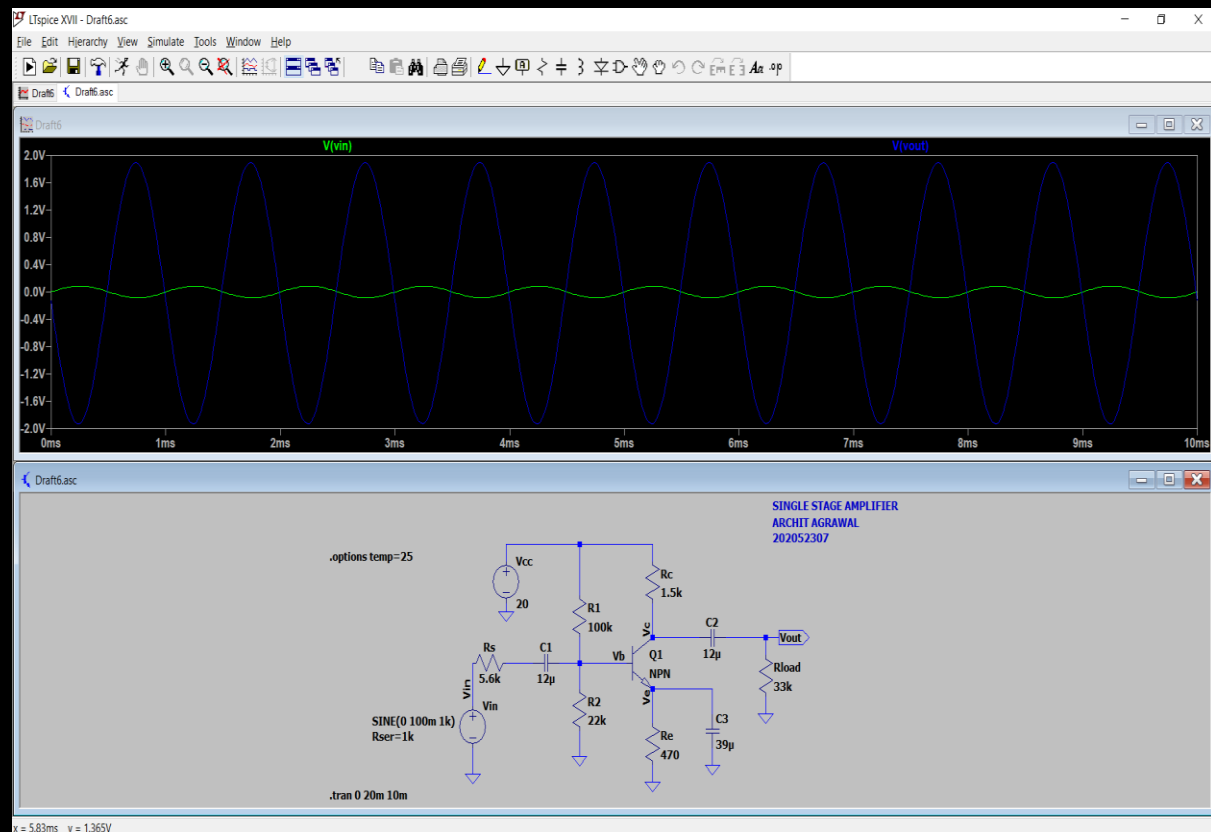 LTspice XVII - Draft6.asc
File Edit Hierarchy View Simulate Tools Window Help
Aa .op
Draft6 Draft6.asc
Draft6
V(vin) V(vout)
2.0V
1.6V
1.2V
0.8V
0.4V
0.0V
-0.4V
-0.8V
-1.2V
-1.6V
-2.0V
0ms 1ms 2ms 3ms 4ms 5ms 6ms 7ms 8ms 9ms 10ms
Draft6.asc
SINGLE STAGE AMPLIFIER
ARCHIT AGRAWAL
202052307
.options temp=25
Vcc
20
R1
100k
Rc
1.5k
Rs
5.6k
C1
12µ
Vb
Vc
Q1
NPN
Ve
C2
12µ
Vout
Rload
33k
Vin
Vin
SINE(0 100m 1k)
Rser=1k
R2
22k
Re
470
C3
39µ
.tran 0 20m 10m
x = 5.83ms y = 1.365V